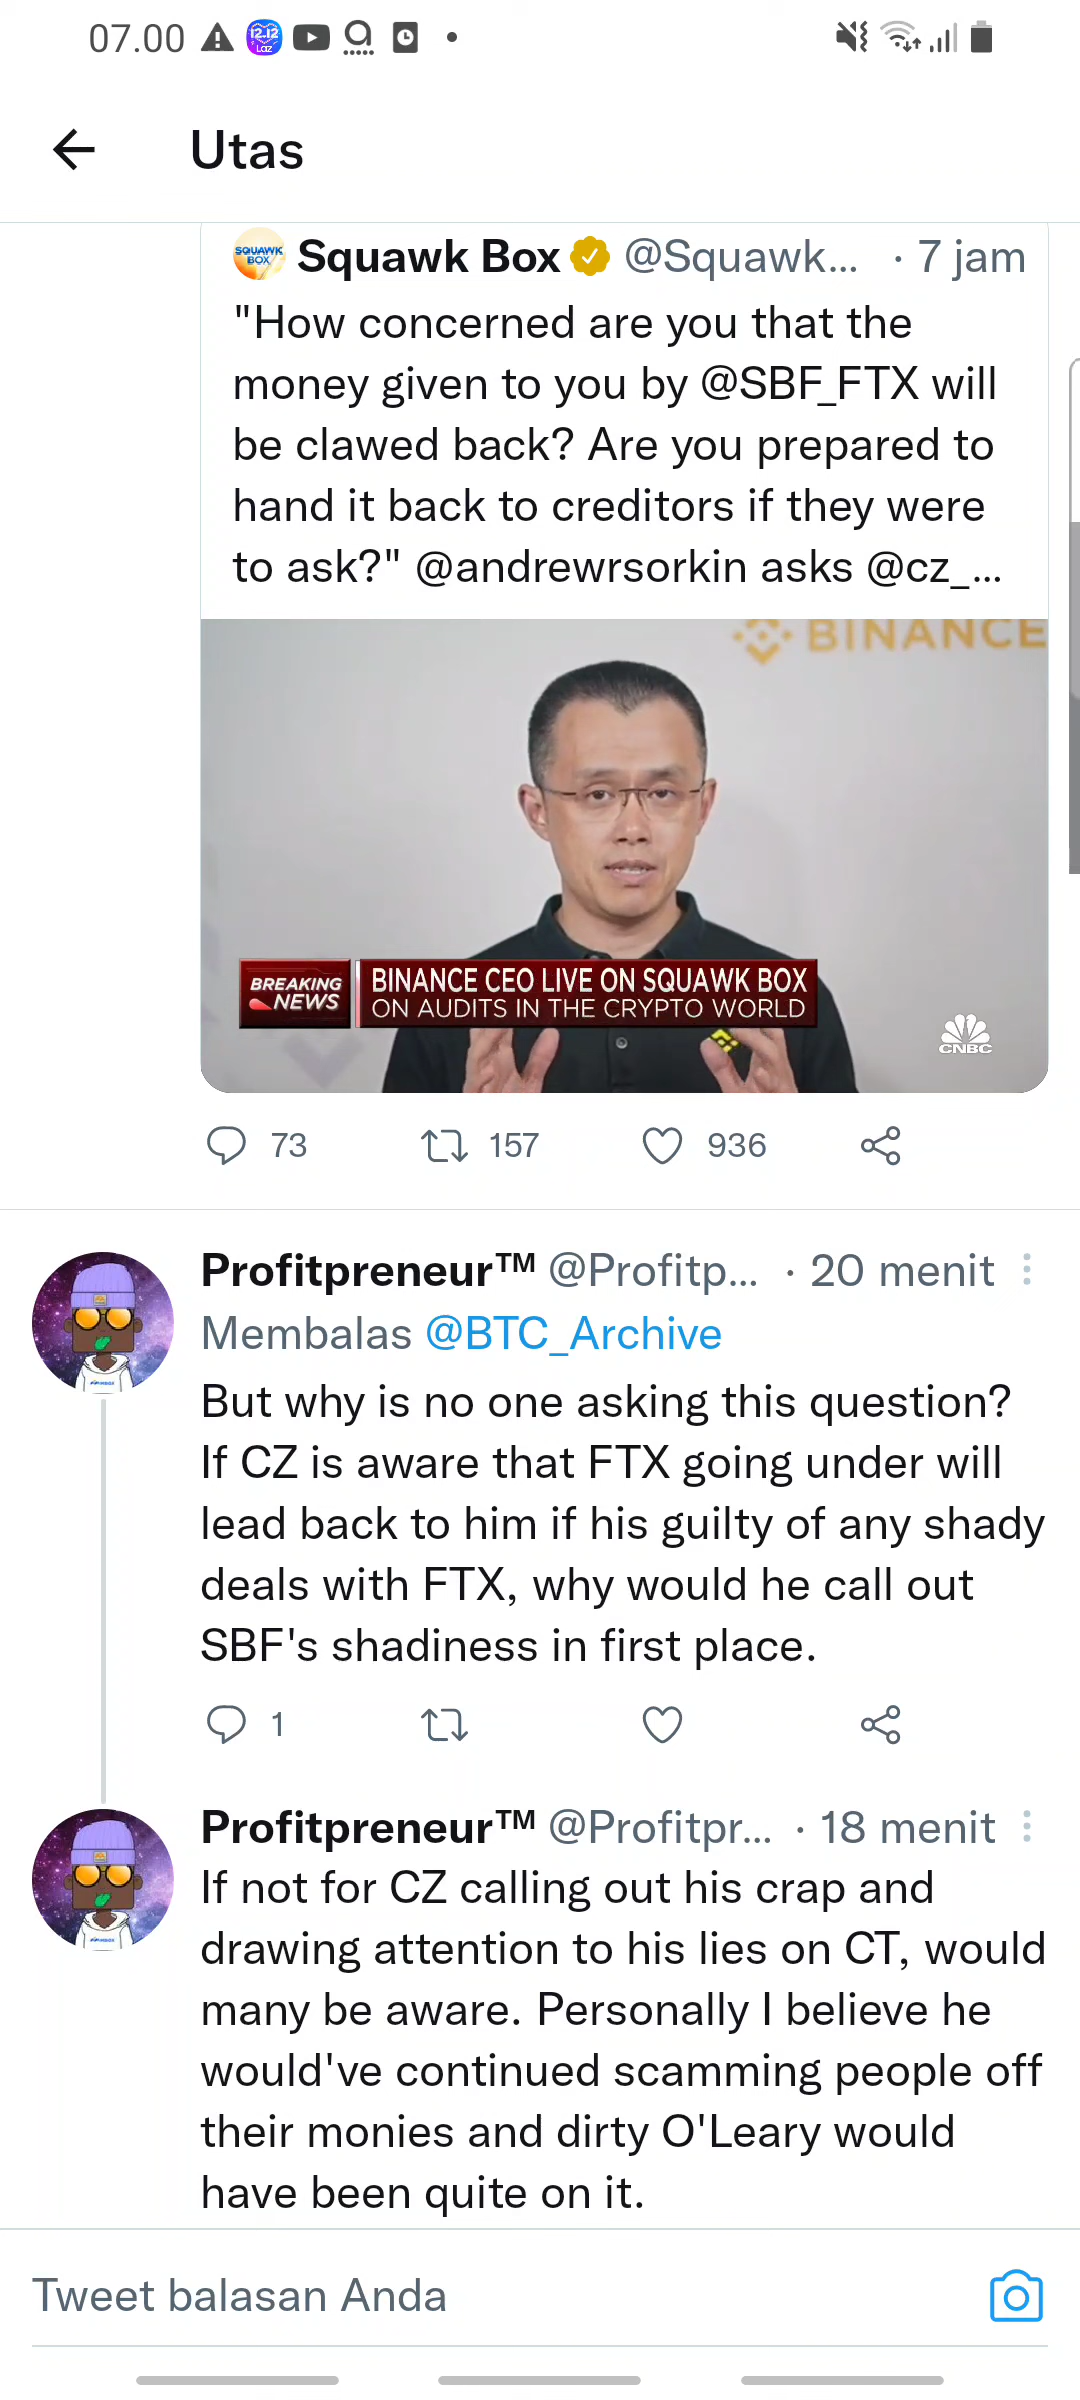 07.00
12.12
Laz
Utas
SQUAWK
BOX
Squawk Box @Squawk... · 7 jam
"How concerned are you that the
money given to you by @SBF_FTX will
be clawed back? Are you prepared to
hand it back to creditors if they were
to ask?" @andrewrsorkin asks @cz_...
BINANCE
BREAKING
NEWS
BINANCE CEO LIVE ON SQUAWK BOX
ON AUDITS IN THE CRYPTO WORLD
CNBC
73 157 936
Profitpreneur™ @Profitp... · 20 menit
Membalas @BTC_Archive
But why is no one asking this question?
If CZ is aware that FTX going under will
lead back to him if his guilty of any shady
deals with FTX, why would he call out
SBF's shadiness in first place.
1
Profitpreneur™ @Profitpr... · 18 menit
If not for CZ calling out his crap and
drawing attention to his lies on CT, would
many be aware. Personally I believe he
would've continued scamming people off
their monies and dirty O'Leary would
have been quite on it.
Tweet balasan Anda